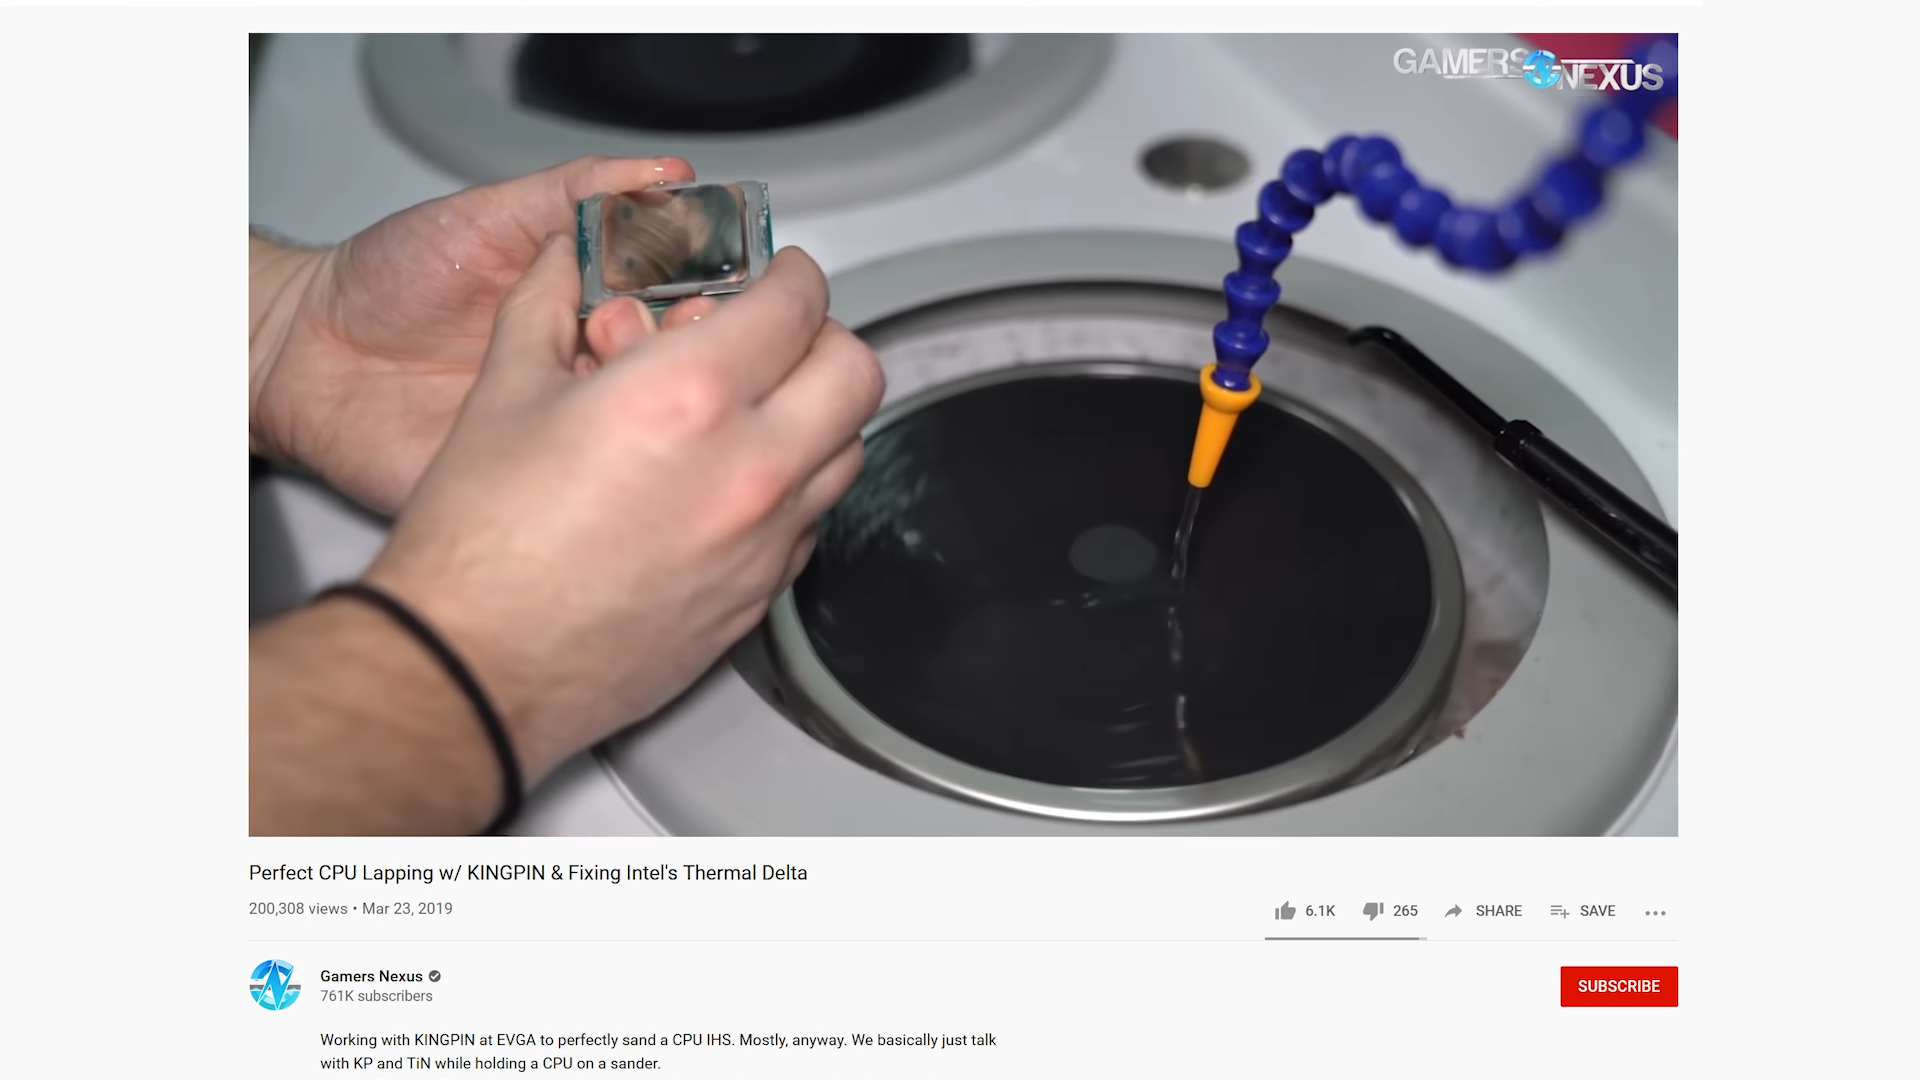 GAMERS NEXUS
Perfect CPU Lapping w/ KINGPIN & Fixing Intel's Thermal Delta
200,308 views • Mar 23, 2019
6.1K 265 SHARE SAVE
Gamers Nexus
761K subscribers
SUBSCRIBE
Working with KINGPIN at EVGA to perfectly sand a CPU IHS. Mostly, anyway. We basically just talk
with KP and TiN while holding a CPU on a sander.